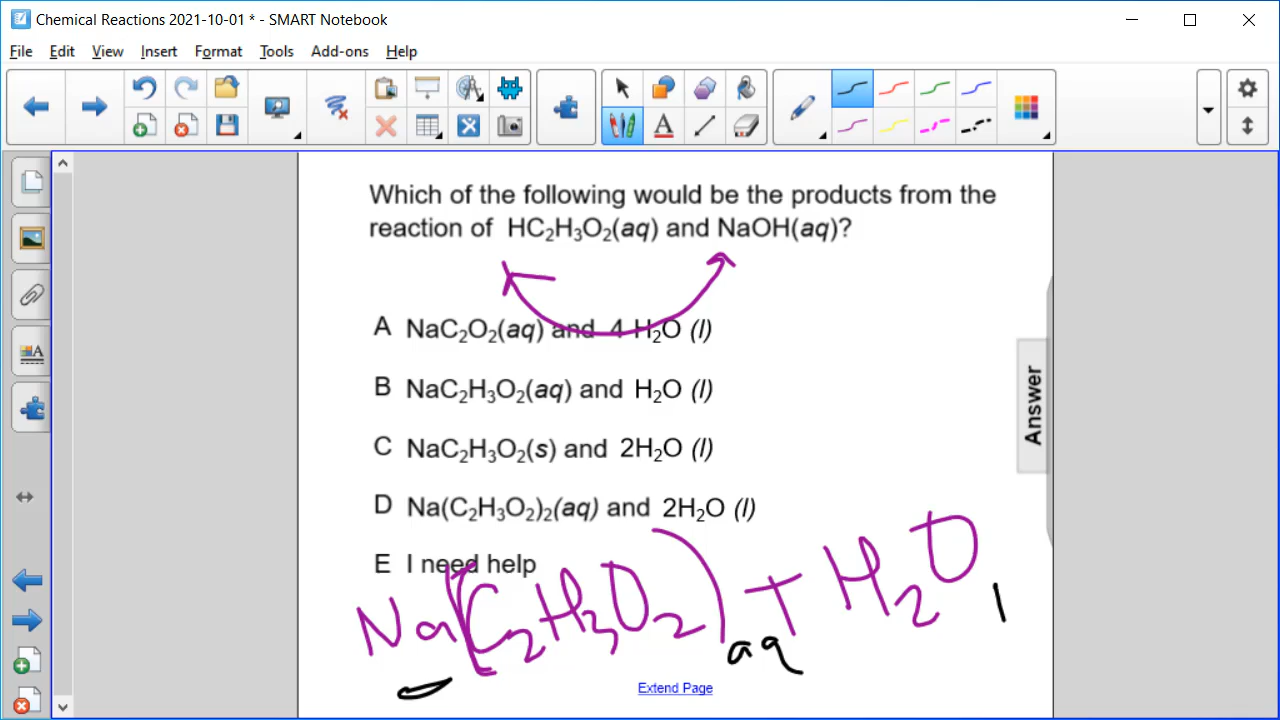 Chemical Reactions 2021-10-01 * - SMART Notebook
File Edit View Insert Format Tools Add-ons Help
Which of the following would be the products from the
reaction of HC₂H₃O₂(aq) and NaOH(aq)?
A NaC₂O₂(aq) and 4 H₂O (l)
B NaC₂H₃O₂(aq) and H₂O (l)
C NaC₂H₃O₂(s) and 2H₂O (l)
D Na(C₂H₃O₂)₂(aq) and 2H₂O (l)
E I need help
Na(C₂H₃O₂) aq + H₂O l
Extend Page
Answer